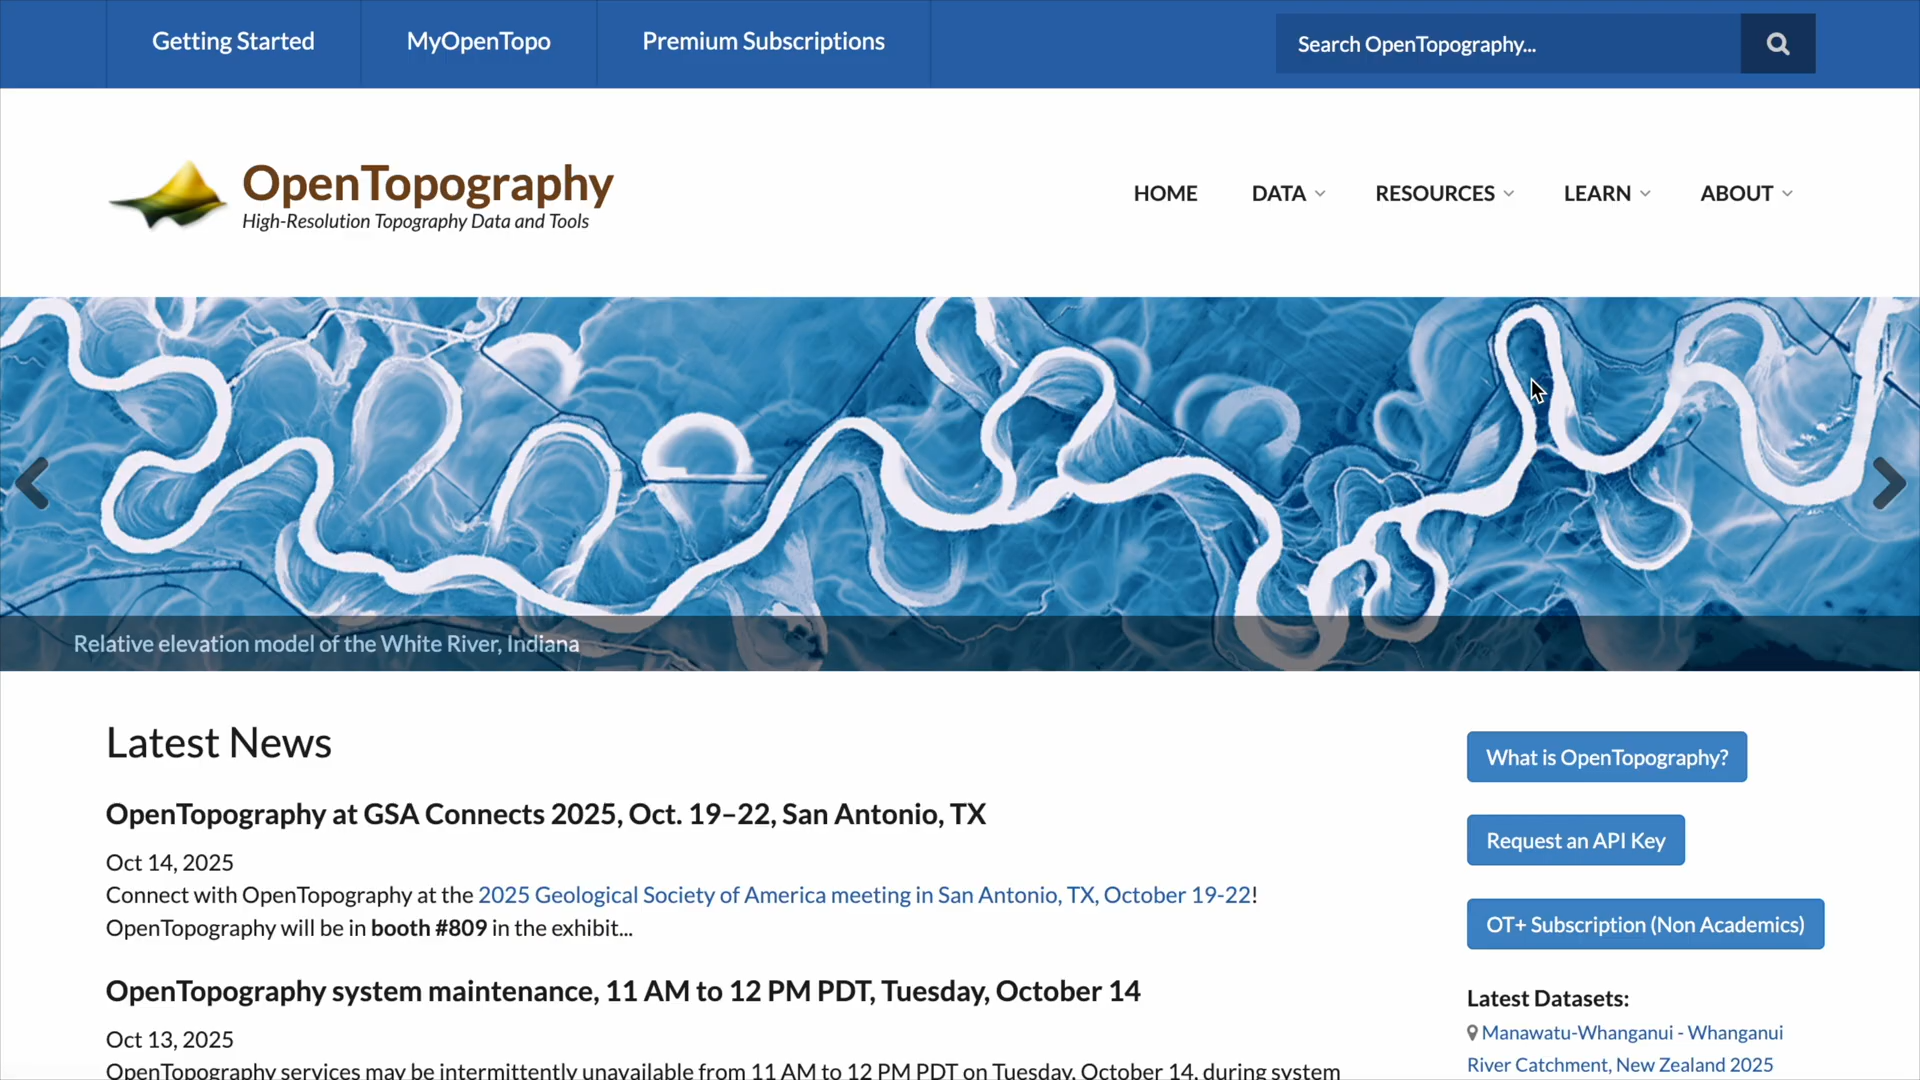 Getting Started
MyOpenTopo
Premium Subscriptions
Search OpenTopography...
OpenTopography
High-Resolution Topography Data and Tools
HOME
DATA
RESOURCES
LEARN
ABOUT
Relative elevation model of the White River, Indiana
Latest News
OpenTopography at GSA Connects 2025, Oct. 19–22, San Antonio, TX
Oct 14, 2025
Connect with OpenTopography at the 2025 Geological Society of America meeting in San Antonio, TX, October 19-22!
OpenTopography will be in booth #809 in the exhibit...
OpenTopography system maintenance, 11 AM to 12 PM PDT, Tuesday, October 14
Oct 13, 2025
OpenTopography services may be intermittently unavailable from 11 AM to 12 PM PDT on Tuesday, October 14, during system
What is OpenTopography?
Request an API Key
OT+ Subscription (Non Academics)
Latest Datasets:
Manawatu-Whanganui - Whanganui
River Catchment, New Zealand 2025